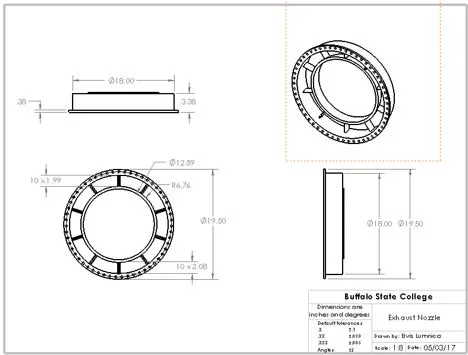 Ø18.00
.38
3.38
Ø12.59
10 x 1.99
R6.76
Ø19.50
10 x 2.08
Ø18.00
Ø19.50
Buffalo State College
Dimensions are
inches and degrees
Default tolerances
.X ±.1
.XX
.XXX ±.005
Angles ±2
Exhaust Nozzle
Drawn by: Elvis Lumnica
Scale: 1:8 Date: 05/03/17